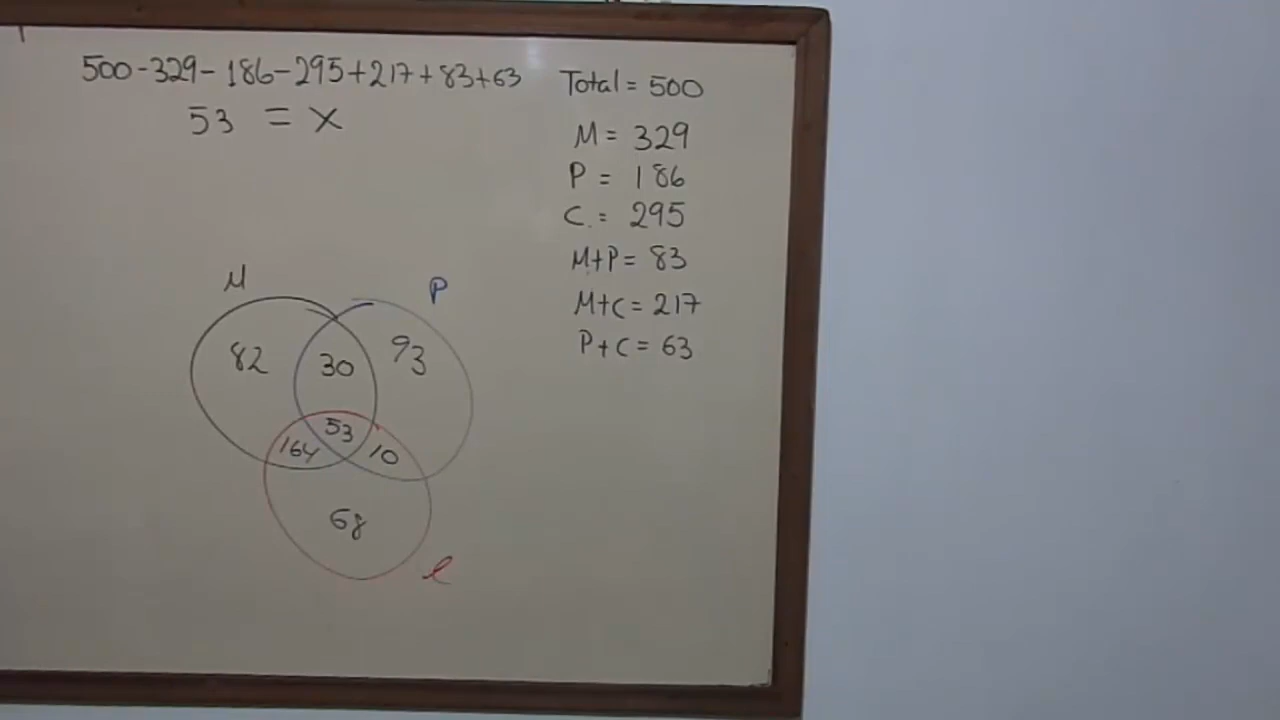 500-329-186-295+217+83+63
53 = X
Total = 500
M = 329
P = 186
C = 295
M+P = 83
M+C = 217
P+C = 63
M
P
82
30
93
53
164
10
68
C